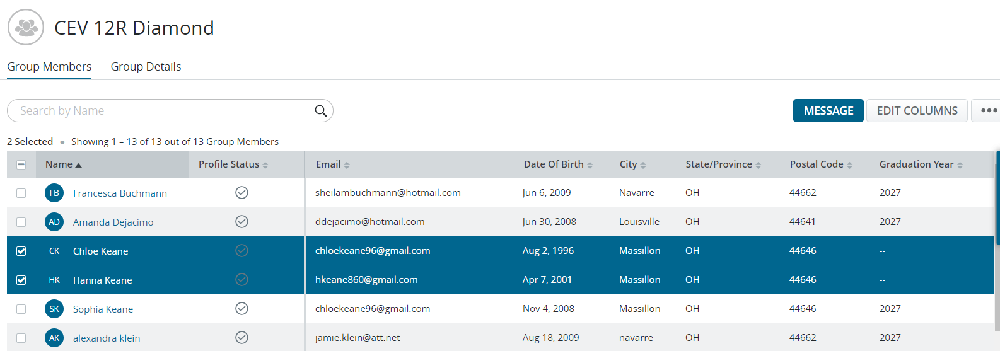 CEV 12R Diamond
Group Members Group Details
Search by Name MESSAGE EDIT COLUMNS •••
2 Selected • Showing 1 – 13 of 13 out of 13 Group Members
Name Profile Status Email Date Of Birth City State/Province Postal Code Graduation Year
FB Francesca Buchmann sheilambuchmann@hotmail.com Jun 6, 2009 Navarre OH 44662 2027
AD Amanda Dejacimo ddejacimo@hotmail.com Jun 30, 2008 Louisville OH 44641 2027
CK Chloe Keane chloekeane96@gmail.com Aug 2, 1996 Massillon OH 44646 --
HK Hanna Keane hkeane860@gmail.com Apr 7, 2001 Massillon OH 44646 --
SK Sophia Keane chloekeane96@gmail.com Nov 4, 2008 Massillon OH 44646 2027
AK alexandra klein jamie.klein@att.net Aug 18, 2009 navarre OH 44662 2027